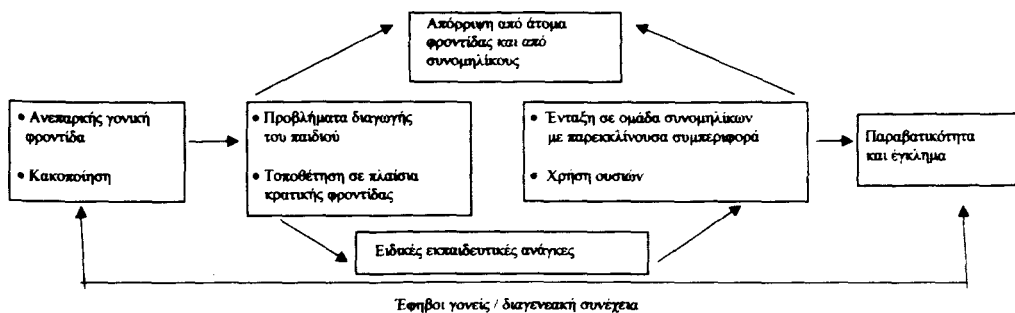 Απόρριψη από άτομα
φροντίδας και από
συνομηλίκους
• Ανεπαρκής γονική
φροντίδα
• Κακοποίηση
• Προβλήματα διαγωγής
του παιδιού
• Τοποθέτηση σε πλαίσια
κρατικής φροντίδας
• Ένταξη σε ομάδα συνομηλίκων
με παρεκκλίνουσα συμπεριφορά
• Χρήση ουσιών
Παραβατικότητα
και έγκλημα
Ειδικές εκπαιδευτικές ανάγκες
Έφηβοι γονείς / διαγενεακή συνέχεια